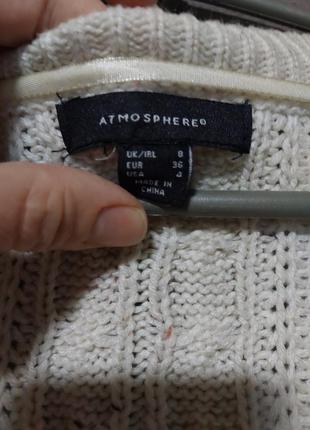 ATMOSPHERE®
UK/IRL 8
EUR 36
USA 4
MADE IN
CHINA